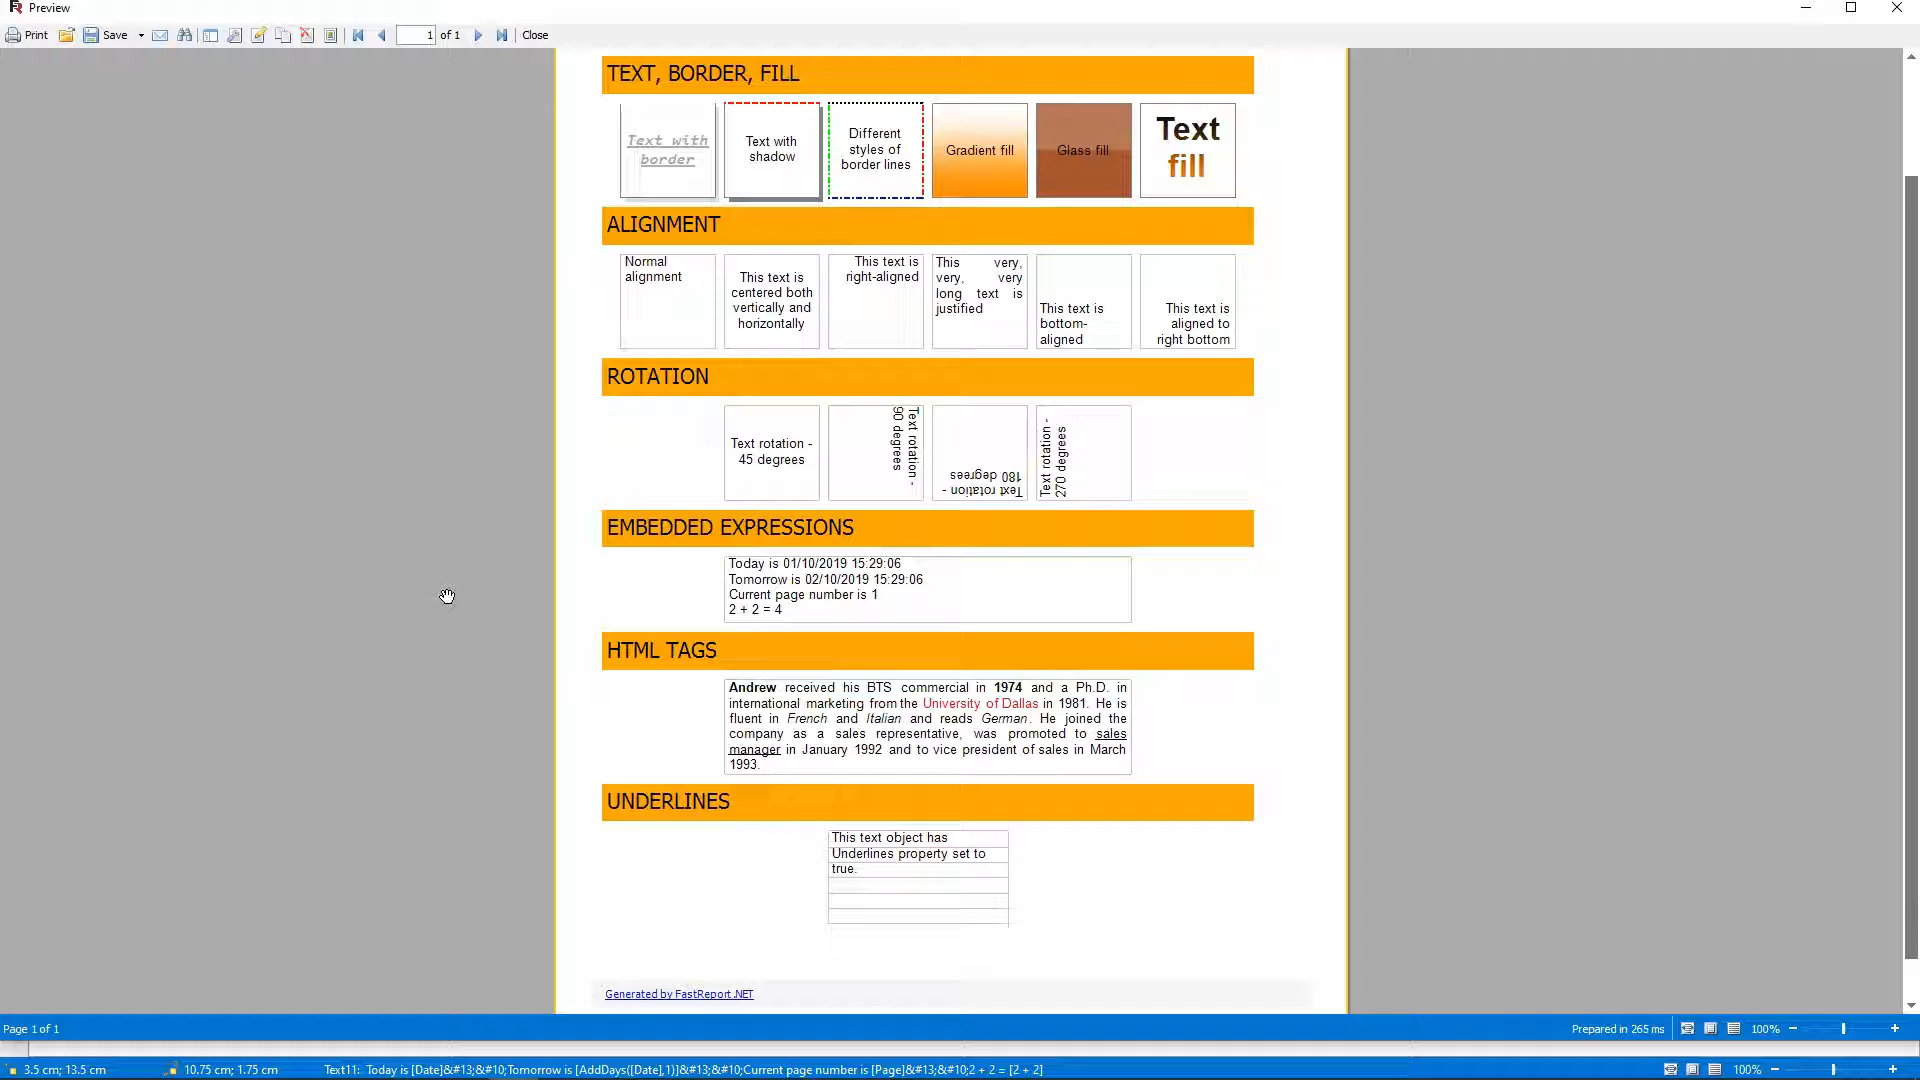 Preview
Print Save 1 of 1 Close
TEXT, BORDER, FILL
Text with
border
Text with
shadow
Different
styles of
border lines
Gradient fill
Glass fill
Text
fill
ALIGNMENT
Normal
alignment
This text is
centered both
vertically and
horizontally
This text is
right-aligned
This very,
very, very
long text is
justified
This text is
bottom-
aligned
This text is
aligned to
right bottom
ROTATION
Text rotation -
45 degrees
Text rotation -
90 degrees
Text rotation -
180 degrees
Text rotation -
270 degrees
EMBEDDED EXPRESSIONS
Today is 01/10/2019 15:29:06
Tomorrow is 02/10/2019 15:29:06
Current page number is 1
2 + 2 = 4
HTML TAGS
Andrew received his BTS commercial in 1974 and a Ph.D. in
international marketing from the University of Dallas in 1981. He is
fluent in French and Italian and reads German. He joined the
company as a sales representative, was promoted to sales
manager in January 1992 and to vice president of sales in March
1993.
UNDERLINES
This text object has
Underlines property set to
true.
Generated by FastReport .NET
Page 1 of 1 Prepared in 265 ms 100%
3.5 cm; 13.5 cm 10.75 cm; 1.75 cm Text11: Today is [Date]&#13;&#10;Tomorrow is [AddDays([Date],1)]&#13;&#10;Current page number is [Page]&#13;&#10;2 + 2 = [2 + 2] 100%